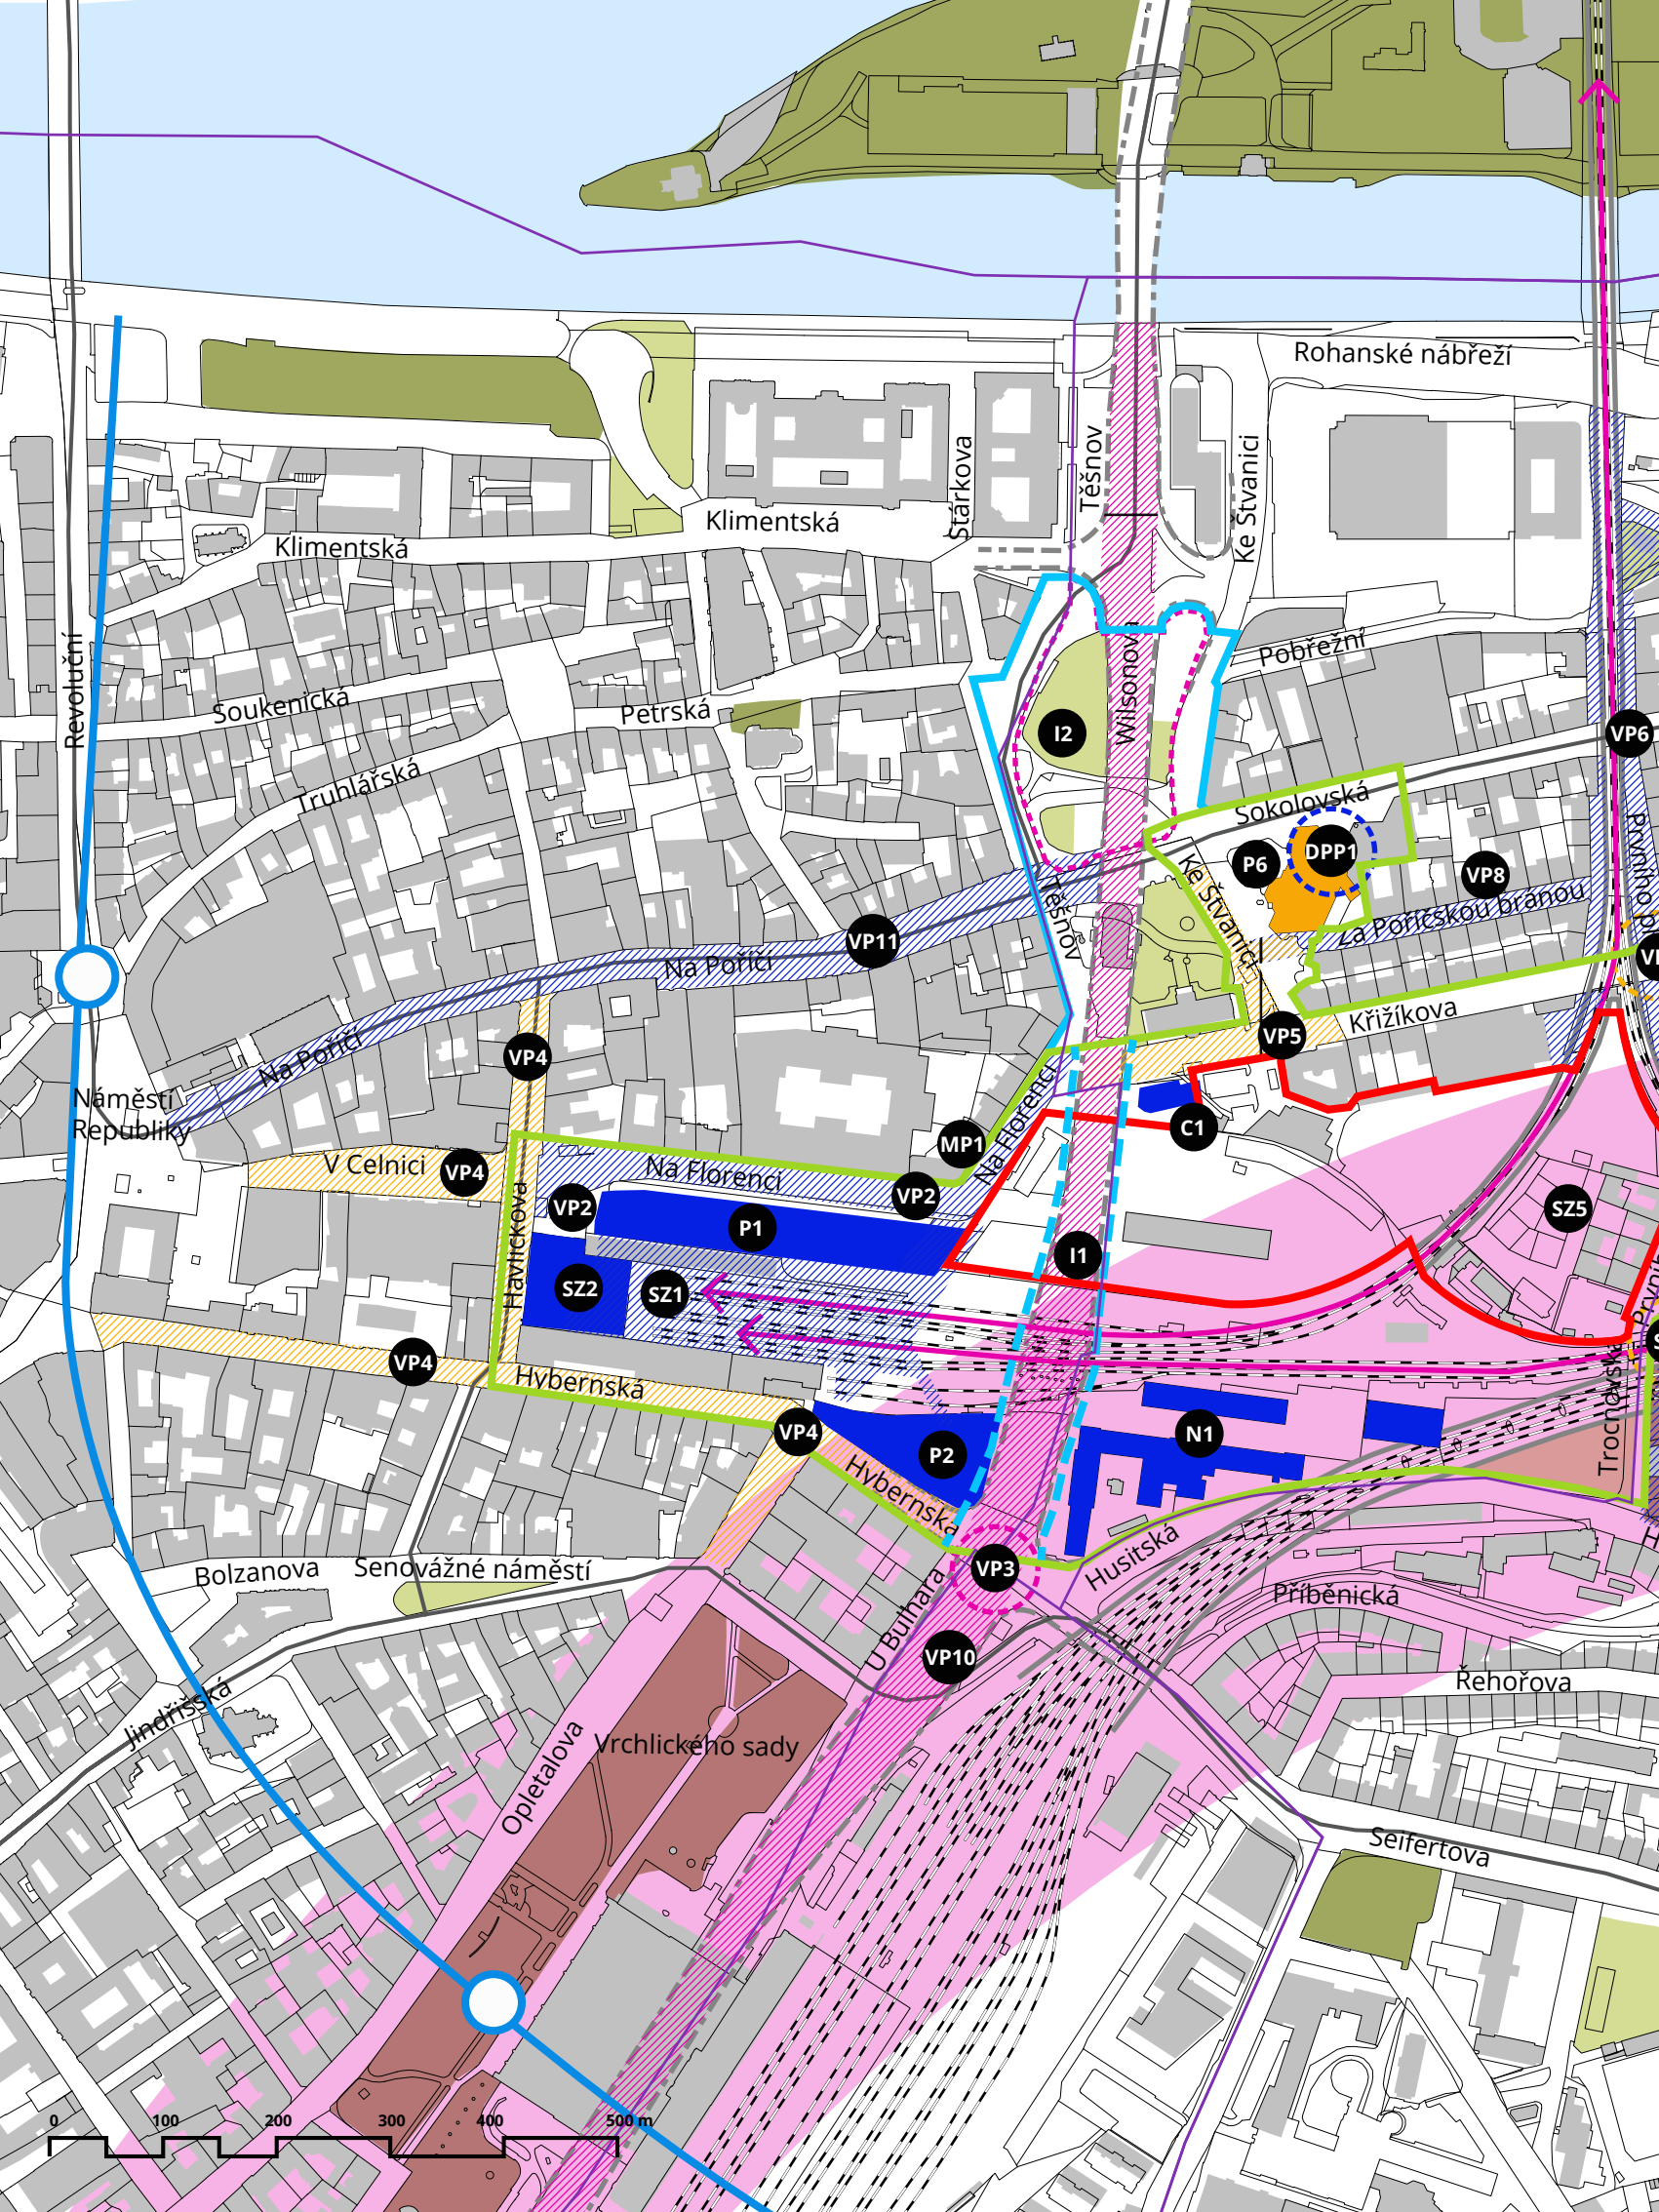 Rohanské nábřeží
Těšnov
Stárkova
Ke Štvanici
Klimentská
Klimentská
Revoluční
Wilsonova
Pobřežní
Soukenická
Petrská
I2
VP6
Truhlářská
Sokolovská
DPP1
P6
VP8
Prvního p
Ke Štvanici
Těšnov
Za Poříčskou bránou
VP11
Na Poříčí
Křižíkova
VP5
VP4
Na Poříčí
Náměstí
Republiky
C1
MP1
Na Florenci
V Celnici
VP4
Na Florenci
VP2
VP2
Havlíčkova
P1
SZ5
I1
SZ2
SZ1
Prvního
VP4
Hybernská
Trocnovská
VP4
N1
P2
Hybernská
Husitská
VP3
Bolzanova
Senovážné náměstí
Příběnická
U Bulhara
VP10
Řehořova
Jindřišská
Vrchlického sady
Opletalova
Seifertova
0 100 200 300 400 500 m